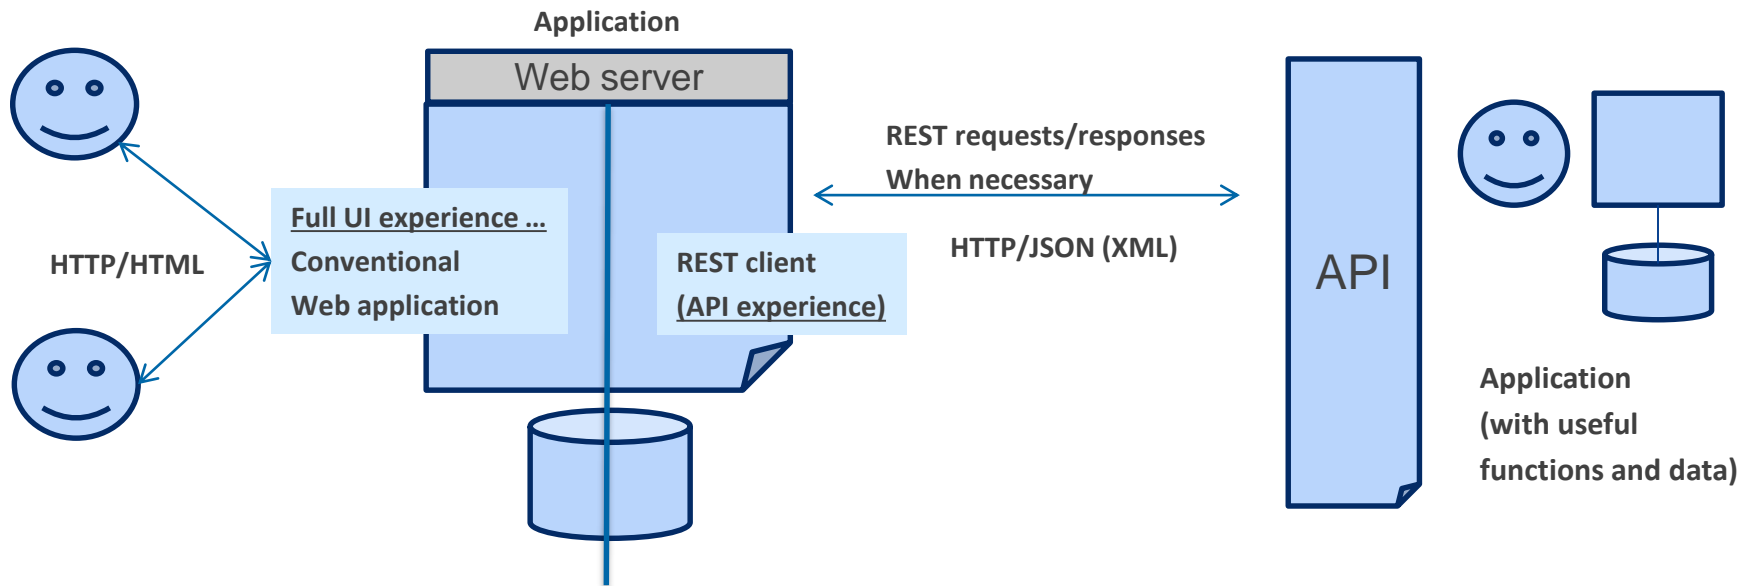 Application
Web server
REST requests/responses
When necessary
Full UI experience ...
Conventional
Web application
HTTP/HTML
REST client
(API experience)
HTTP/JSON (XML)
API
Application
(with useful
functions and data)